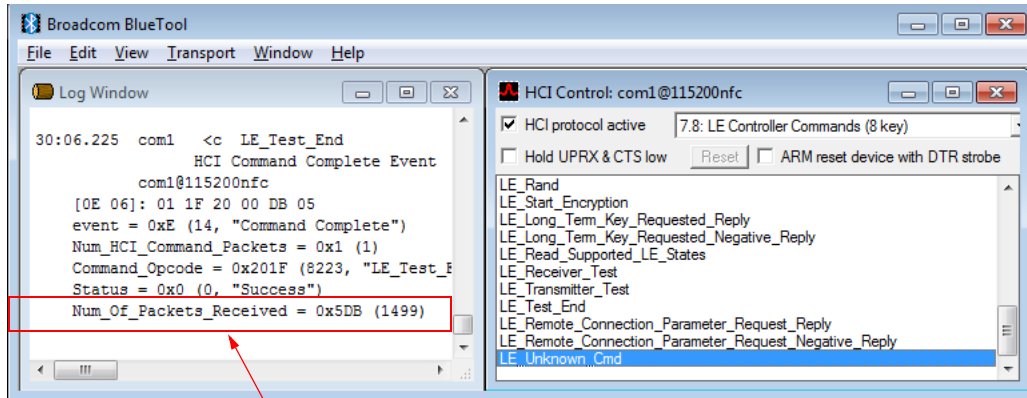 Broadcom BlueTool
File Edit View Transport Window Help
Log Window
30:06.225 com1 <c LE_Test_End
HCI Command Complete Event
com1@115200nfc
[0E 06]: 01 1F 20 00 DB 05
event = 0xE (14, "Command Complete")
Num_HCI_Command_Packets = 0x1 (1)
Command_Opcode = 0x201F (8223, "LE_Test_E
Status = 0x0 (0, "Success")
Num_Of_Packets_Received = 0x5DB (1499)
HCI Control: com1@115200nfc
HCI protocol active 7.8: LE Controller Commands (8 key)
Hold UPRX & CTS low Reset ARM reset device with DTR strobe
LE_Rand
LE_Start_Encryption
LE_Long_Term_Key_Requested_Reply
LE_Long_Term_Key_Requested_Negative_Reply
LE_Read_Supported_LE_States
LE_Receiver_Test
LE_Transmitter_Test
LE_Test_End
LE_Remote_Connection_Parameter_Request_Reply
LE_Remote_Connection_Parameter_Request_Negative_Reply
LE_Unknown_Cmd